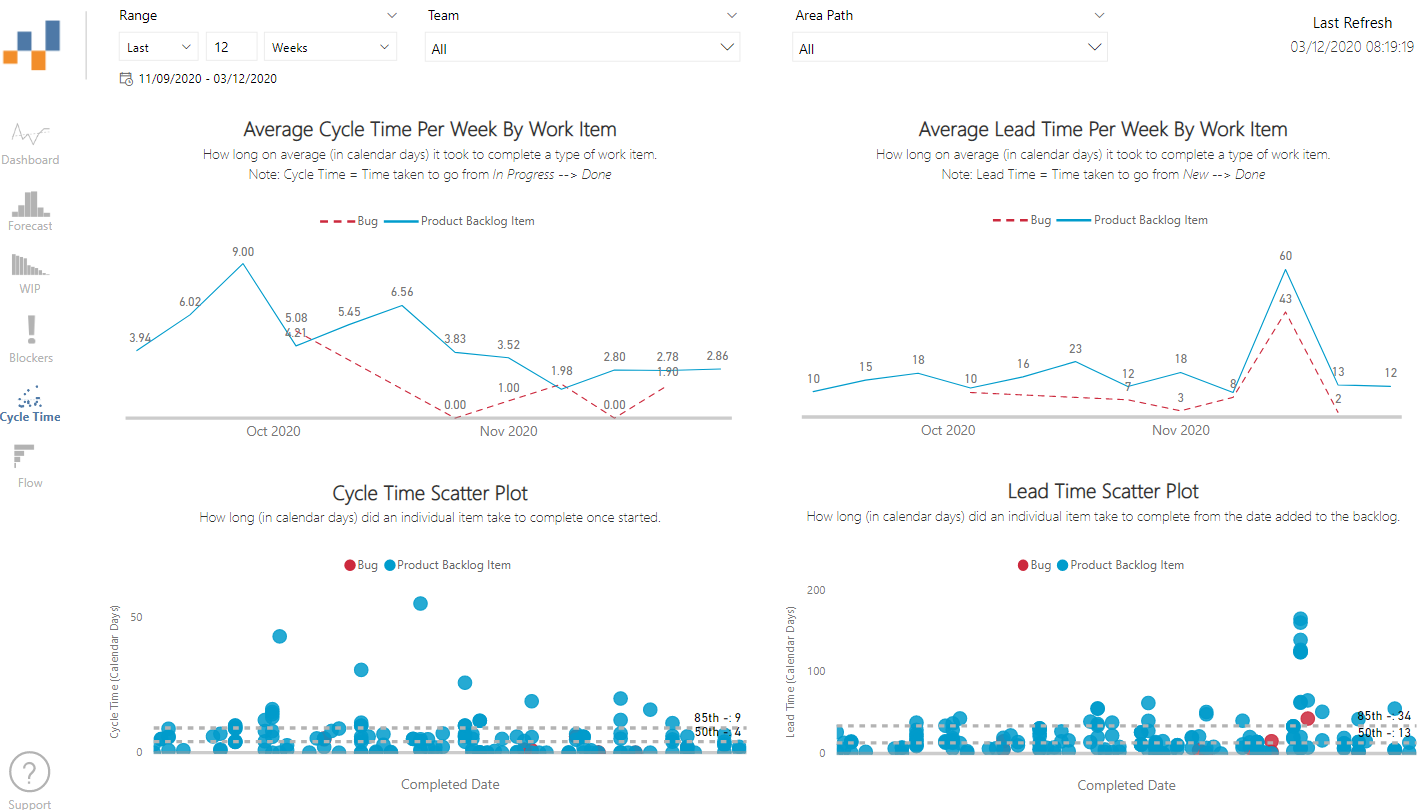 Range
Team
Area Path
Last Refresh
Last
12
Weeks
All
All
03/12/2020 08:19:19
11/09/2020 - 03/12/2020
Dashboard
Forecast
WIP
Blockers
Cycle Time
Flow
Support
Average Cycle Time Per Week By Work Item
How long on average (in calendar days) it took to complete a type of work item.
Note: Cycle Time = Time taken to go from In Progress --> Done
Bug Product Backlog Item
3.94
6.02
9.00
5.08
4.21
5.45
6.56
3.83
0.00
3.52
1.00
1.98
2.80
0.00
2.78
1.90
2.86
Oct 2020
Nov 2020
Average Lead Time Per Week By Work Item
How long on average (in calendar days) it took to complete a type of work item.
Note: Lead Time = Time taken to go from New --> Done
Bug Product Backlog Item
10
15
18
10
16
23
12
7
18
3
8
60
43
13
2
12
Oct 2020
Nov 2020
Cycle Time Scatter Plot
How long (in calendar days) did an individual item take to complete once started.
Bug Product Backlog Item
Cycle Time (Calendar Days)
50
0
85th -: 9
50th -: 4
Completed Date
Lead Time Scatter Plot
How long (in calendar days) did an individual item take to complete from the date added to the backlog.
Bug Product Backlog Item
Lead Time (Calendar Days)
200
100
0
85th -: 34
50th -: 13
Completed Date